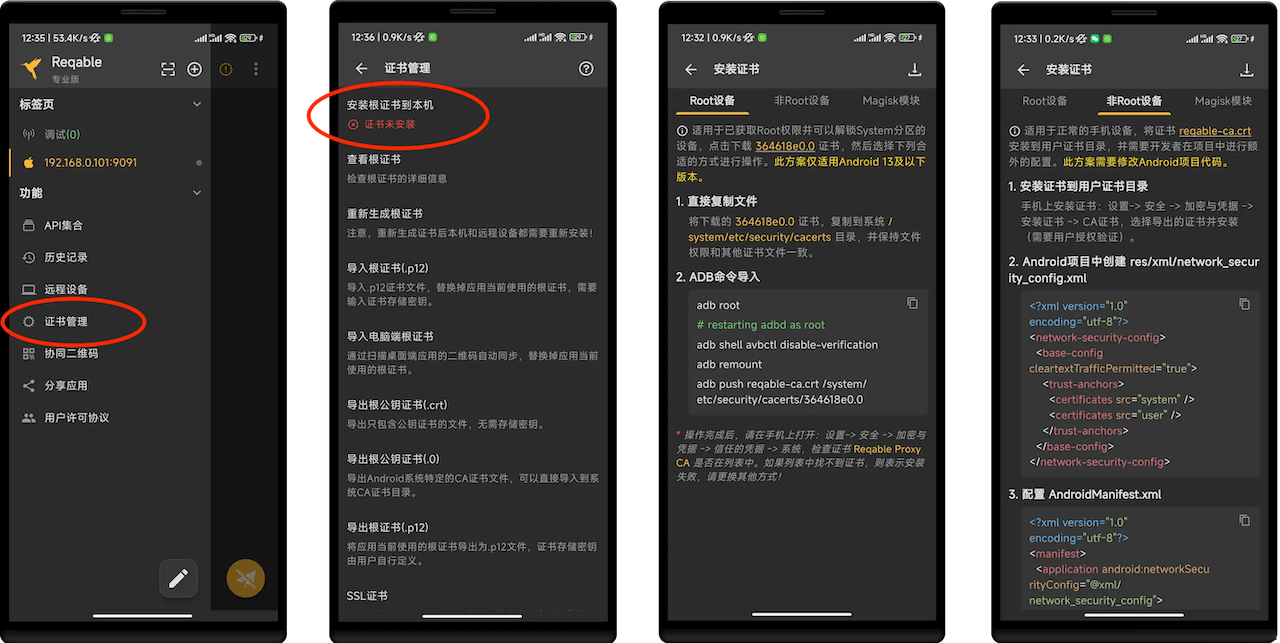 12:35 | 53.4K/s
Reqable
专业版
标签页
调试(0)
192.168.0.101:9091
功能
API集合
历史记录
远程设备
证书管理
协同二维码
分享应用
用户许可协议
12:36 | 0.9K/s
证书管理
安装根证书到本机
证书未安装
查看根证书
检查根证书的详细信息
重新生成根证书
注意，重新生成证书后本机和远程设备都需要重新安装！
导入根证书(.p12)
导入.p12证书文件，替换掉应用当前使用的根证书，需要
输入证书存储密钥。
导入电脑端根证书
通过扫描桌面端应用的二维码自动同步，替换掉应用当前
使用的根证书。
导出根公钥证书(.crt)
导出只包含公钥证书的文件，无需存储密钥。
导出根公钥证书(.0)
导出Android系统特定的CA证书文件，可以直接导入到系
统CA证书目录。
导出根证书(.p12)
将应用当前使用的根证书导出为.p12文件，证书存储密钥
由用户自行定义。
SSL证书
12:32 | 0.9K/s
安装证书
Root设备 非Root设备 Magisk模块
适用于已获取Root权限并可以解锁System分区的
设备，点击下载 364618e0.0 证书，然后选择下列合
适的方式进行操作。此方案仅适用Android 13及以下
版本。
1. 直接复制文件
将下载的 364618e0.0 证书，复制到系统 /
system/etc/security/cacerts 目录，并保持文件
权限和其他证书文件一致。
2. ADB命令导入
adb root
# restarting adbd as root
adb shell avbctl disable-verification
adb remount
adb push reqable-ca.crt /system/
etc/security/cacerts/364618e0.0
* 操作完成后，请在手机上打开：设置-> 安全 -> 加密与
凭据 -> 信任的凭据 -> 系统，检查证书 Reqable Proxy
CA 是否在列表中。如果列表中找不到证书，则表示安装
失败，请更换其他方式！
12:33 | 0.2K/s
安装证书
Root设备 非Root设备 Magisk模块
适用于正常的手机设备，将证书 reqable-ca.crt
安装到用户证书目录，并需要开发者在项目中进行额
外的配置。此方案需要修改Android项目代码。
1. 安装证书到用户证书目录
手机上安装证书：设置-> 安全 -> 加密与凭据 ->
安装证书 -> CA证书，选择导出的证书并安装
（需要用户授权验证）。
2. Android项目中创建 res/xml/network_secur
ity_config.xml
<?xml version="1.0"
encoding="utf-8"?>
<network-security-config>
<base-config
cleartextTrafficPermitted="true">
<trust-anchors>
<certificates src="system" />
<certificates src="user" />
</trust-anchors>
</base-config>
</network-security-config>
3. 配置 AndroidManifest.xml
<?xml version="1.0"
encoding="utf-8"?>
<manifest>
<application android:networkSecu
rityConfig="@xml/
network_security_config">